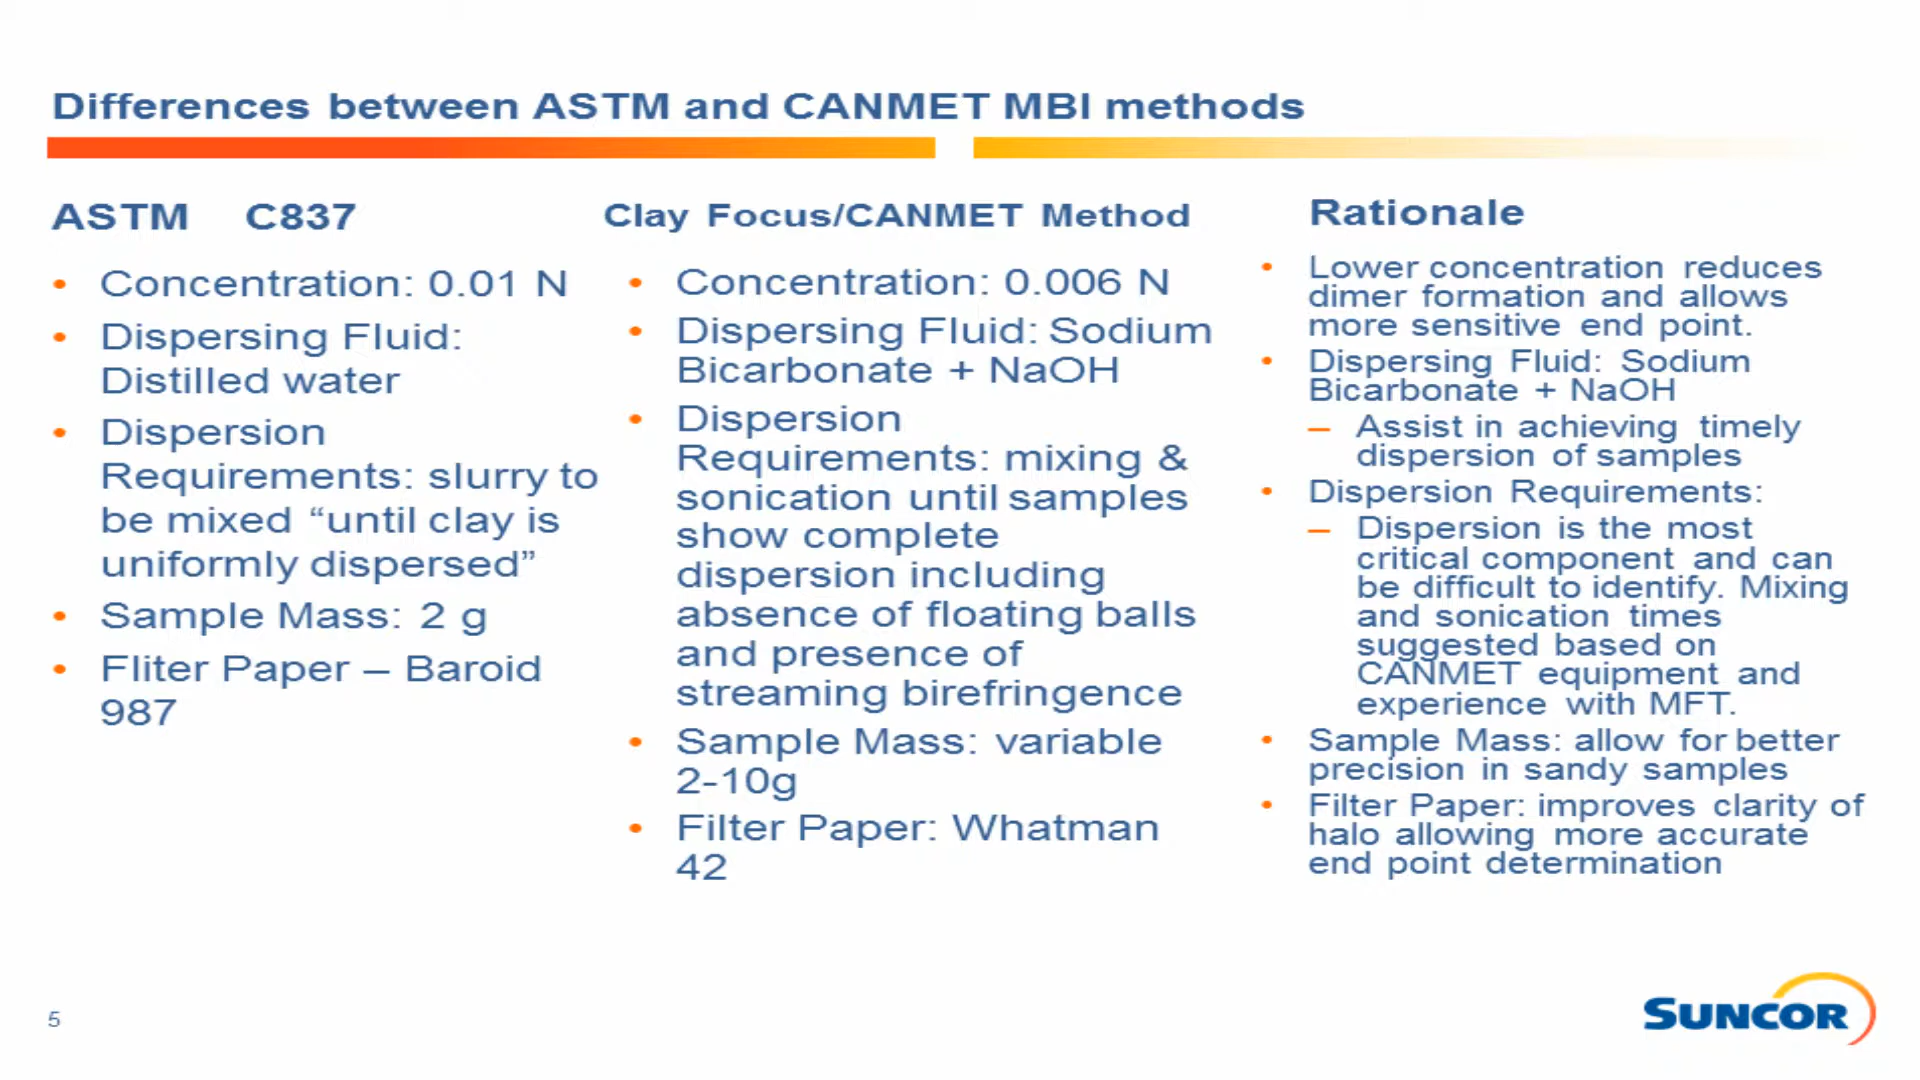 Differences between ASTM and CANMET MBI methods
ASTM C837
• Concentration: 0.01 N
• Dispersing Fluid:
Distilled water
• Dispersion
Requirements: slurry to
be mixed “until clay is
uniformly dispersed”
• Sample Mass: 2 g
• Fliter Paper – Baroid
987
Clay Focus/CANMET Method
• Concentration: 0.006 N
• Dispersing Fluid: Sodium
Bicarbonate + NaOH
• Dispersion
Requirements: mixing &
sonication until samples
show complete
dispersion including
absence of floating balls
and presence of
streaming birefringence
• Sample Mass: variable
2-10g
• Filter Paper: Whatman
42
Rationale
• Lower concentration reduces
dimer formation and allows
more sensitive end point.
• Dispersing Fluid: Sodium
Bicarbonate + NaOH
– Assist in achieving timely
dispersion of samples
• Dispersion Requirements:
– Dispersion is the most
critical component and can
be difficult to identify. Mixing
and sonication times
suggested based on
CANMET equipment and
experience with MFT.
• Sample Mass: allow for better
precision in sandy samples
• Filter Paper: improves clarity of
halo allowing more accurate
end point determination
5
SUNCOR